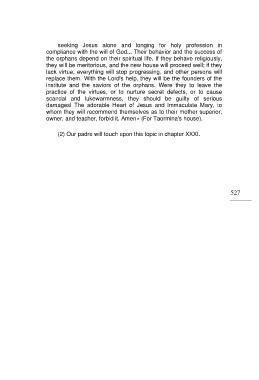 seeking Jesus alone and longing for holy profession in
compliance with the will of God... Their behavior and the success of
the orphans depend on their spiritual life. If they behave religiously,
they will be meritorious, and the new house will proceed well; if they
lack virtue, everything will stop progressing, and other persons will
replace them. With the Lord's help, they will be the founders of the
institute and the saviors of the orphans. Were they to leave the
practice of the virtues, or to nurture secret defects, or to cause
scandal and lukewarmness, they should be guilty of serious
damages! The adorable Heart of Jesus and Immaculate Mary, to
whom they will recommend themselves as to their mother superior,
owner, and teacher, forbid it. Amen» (For Taormina's house).
(2) Our padre will touch upon this topic in chapter XXXI.
527